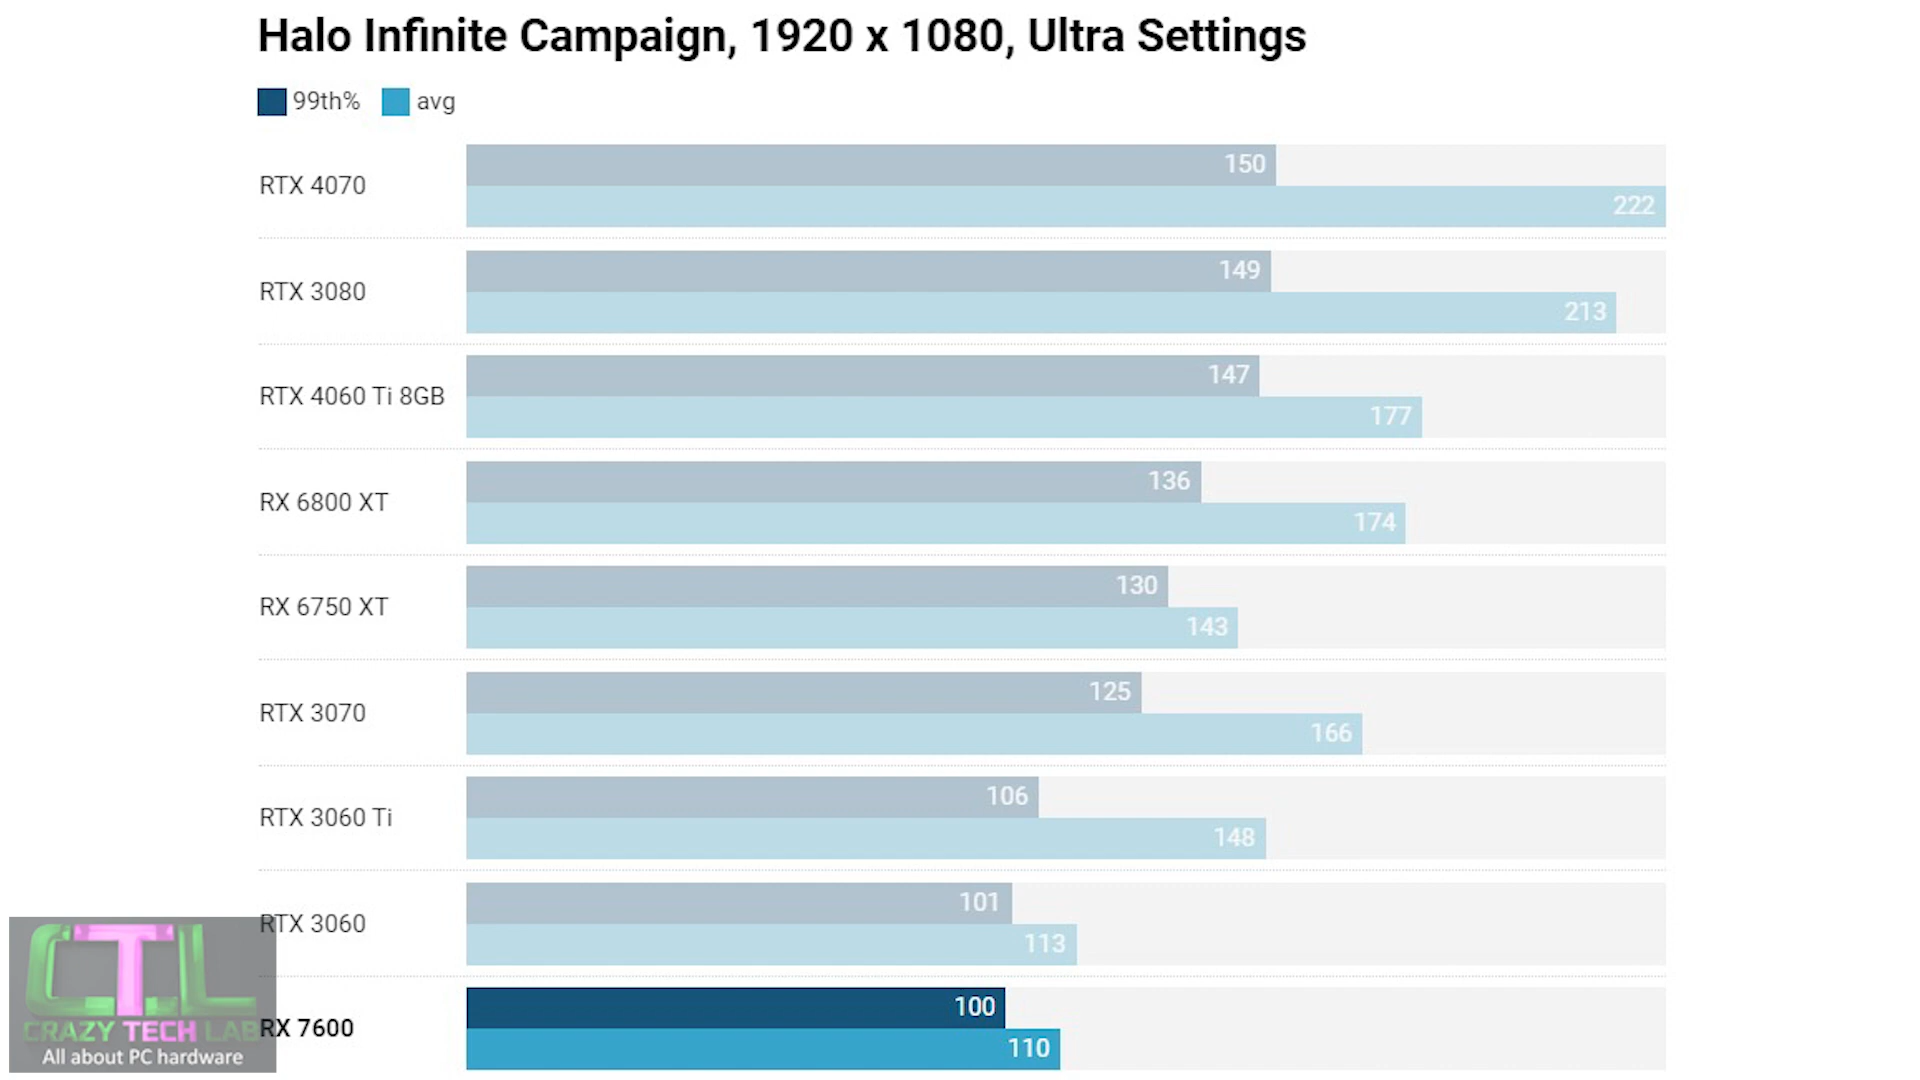 Halo Infinite Campaign, 1920 x 1080, Ultra Settings
99th% avg
RTX 4070
150
222
RTX 3080
149
213
RTX 4060 Ti 8GB
147
177
RX 6800 XT
136
174
RX 6750 XT
130
143
RTX 3070
125
166
RTX 3060 Ti
106
148
RTX 3060
101
113
RX 7600
100
110
CTL
CRAZY TECH LAB
All about PC hardware